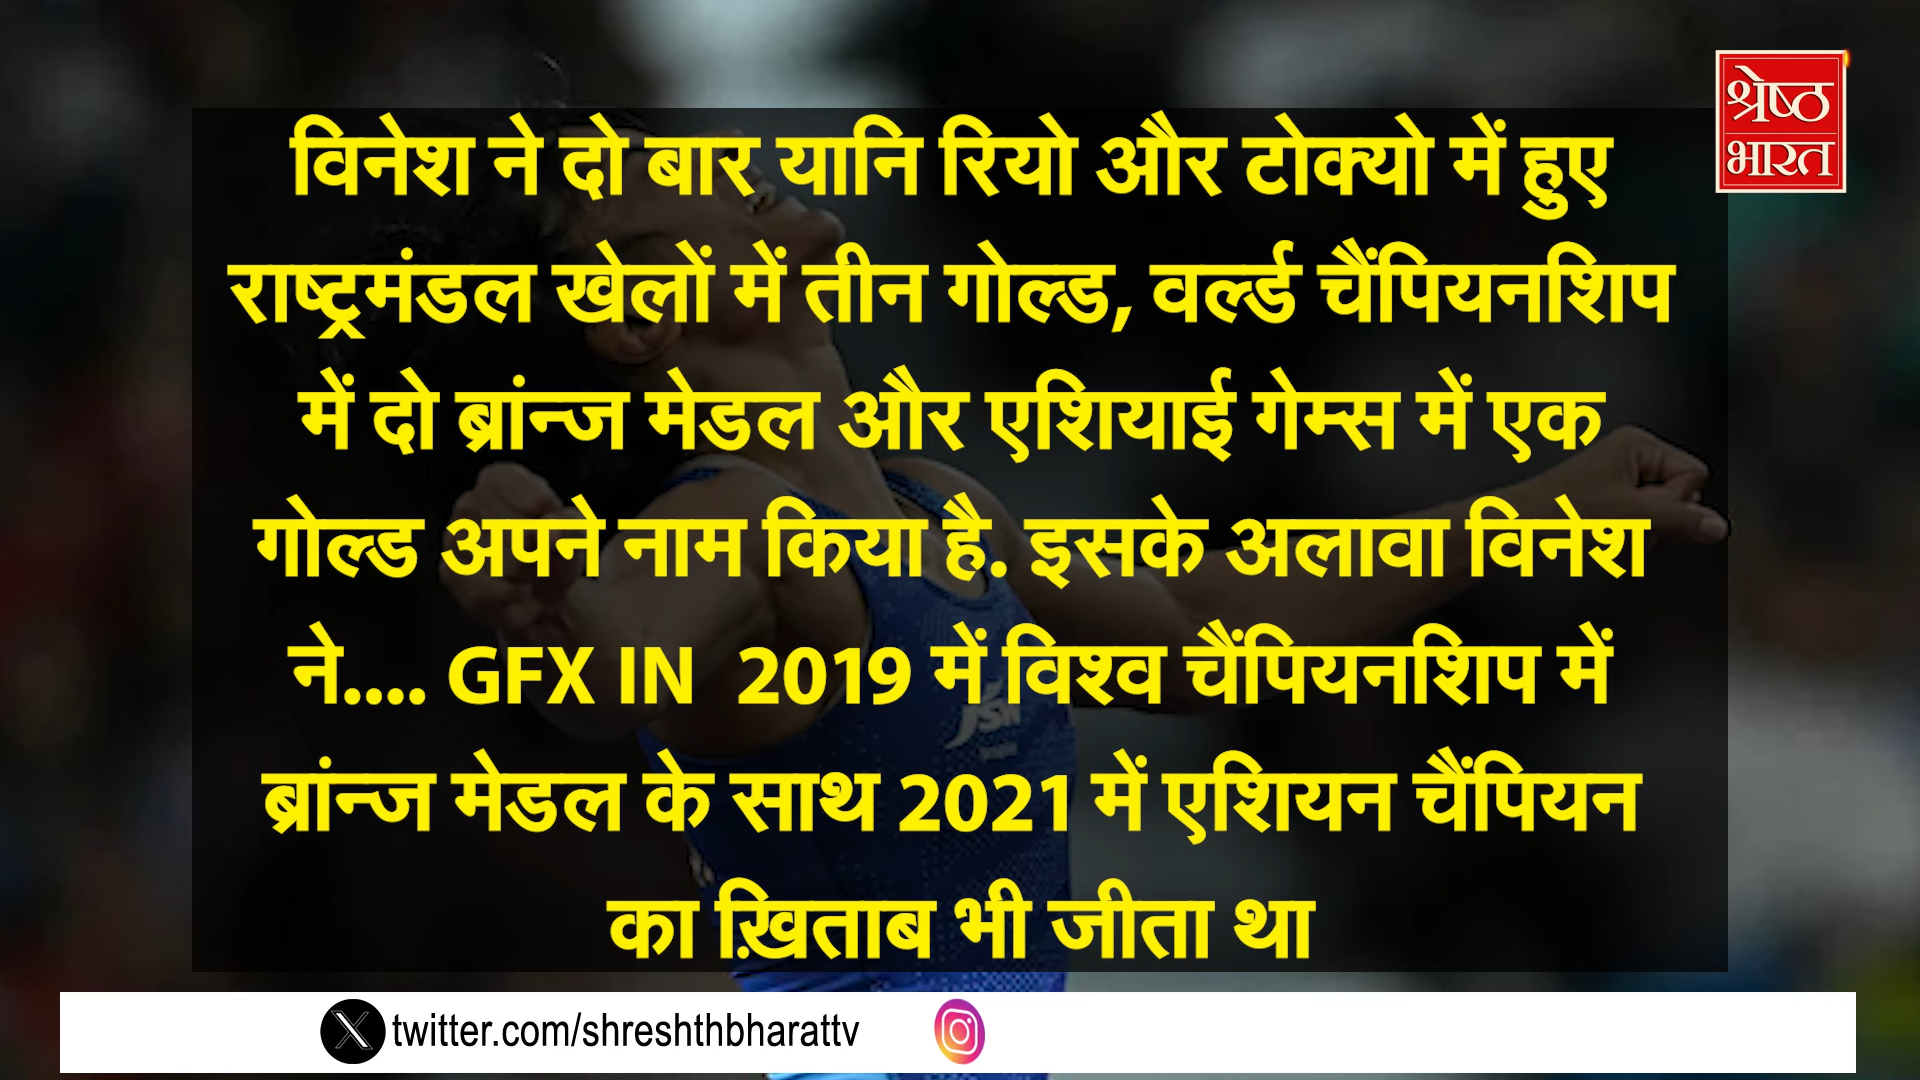 श्रेष्ठ
भारत
विनेश ने दो बार यानि रियो और टोक्यो में हुए
राष्ट्रमंडल खेलों में तीन गोल्ड, वर्ल्ड चैंपियनशिप
में दो ब्रांन्ज मेडल और एशियाई गेम्स में एक
गोल्ड अपने नाम किया है. इसके अलावा विनेश
ने.... GFX IN 2019 में विश्व चैंपियनशिप में
ब्रांन्ज मेडल के साथ 2021 में एशियन चैंपियन
का ख़िताब भी जीता था
twitter.com/shreshthbharattv